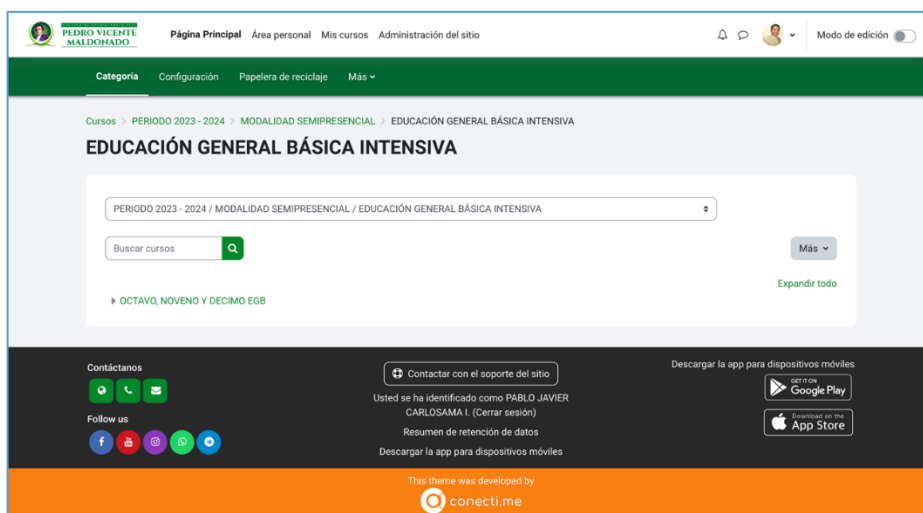 PEDRO VICENTE
MALDONADO
Página Principal Área personal Mis cursos Administración del sitio
Modo de edición
Categoría Configuración Papelera de reciclaje Más
Cursos > PERIODO 2023 - 2024 > MODALIDAD SEMIPRESENCIAL > EDUCACIÓN GENERAL BÁSICA INTENSIVA
EDUCACIÓN GENERAL BÁSICA INTENSIVA
PERIODO 2023 - 2024 / MODALIDAD SEMIPRESENCIAL / EDUCACIÓN GENERAL BÁSICA INTENSIVA
Buscar cursos
Más
Expandir todo
OCTAVO, NOVENO Y DECIMO EGB
Contáctanos
Follow us
Contactar con el soporte del sitio
Usted se ha identificado como PABLO JAVIER
CARLOSAMA I. (Cerrar sesión)
Resumen de retención de datos
Descargar la app para dispositivos móviles
Descargar la app para dispositivos móviles
GET IT ON
Google Play
Download on the
App Store
This theme was developed by
conecti.me